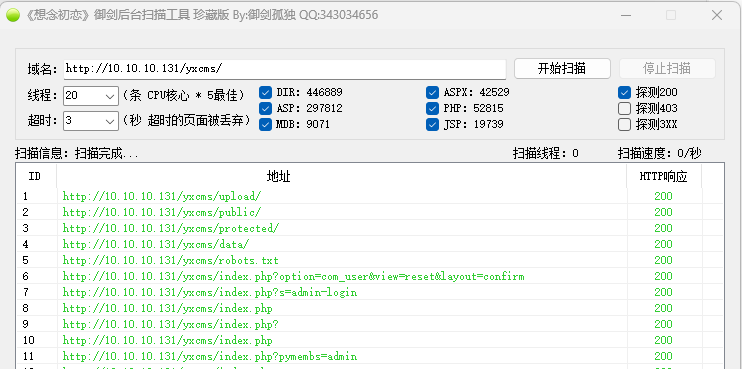 《想念初恋》御剑后台扫描工具 珍藏版 By:御剑孤独 QQ:343034656
域名: http://10.10.10.131/yxcms/ 开始扫描 停止扫描
线程: 20 (条 CPU核心 * 5最佳) DIR: 446889 ASPX: 42529 探测200
ASP: 297812 PHP: 52815 探测403
超时: 3 (秒 超时的页面被丢弃) MDB: 9071 JSP: 19739 探测3XX
扫描信息: 扫描完成... 扫描线程: 0 扫描速度: 0/秒
ID 地址 HTTP响应
1 http://10.10.10.131/yxcms/upload/ 200
2 http://10.10.10.131/yxcms/public/ 200
3 http://10.10.10.131/yxcms/protected/ 200
4 http://10.10.10.131/yxcms/data/ 200
5 http://10.10.10.131/yxcms/robots.txt 200
6 http://10.10.10.131/yxcms/index.php?option=com_user&view=reset&layout=confirm 200
7 http://10.10.10.131/yxcms/index.php?s=admin-login 200
8 http://10.10.10.131/yxcms/index.php 200
9 http://10.10.10.131/yxcms/index.php? 200
10 http://10.10.10.131/yxcms/index.php 200
11 http://10.10.10.131/yxcms/index.php?pymembs=admin 200